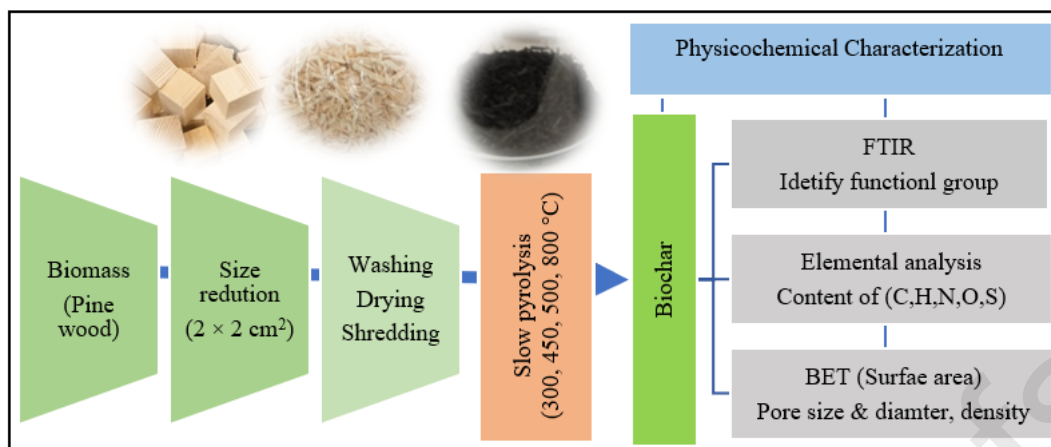 Physicochemical Characterization
Biomass
(Pine
wood)
Size
redution
(2 × 2 cm²)
Washing
Drying
Shredding
Slow pyrolysis
(300, 450, 500, 800 °C)
Biochar
FTIR
Idetify functionl group
Elemental analysis
Content of (C,H,N,O,S)
BET (Surfae area)
Pore size & diamter, density